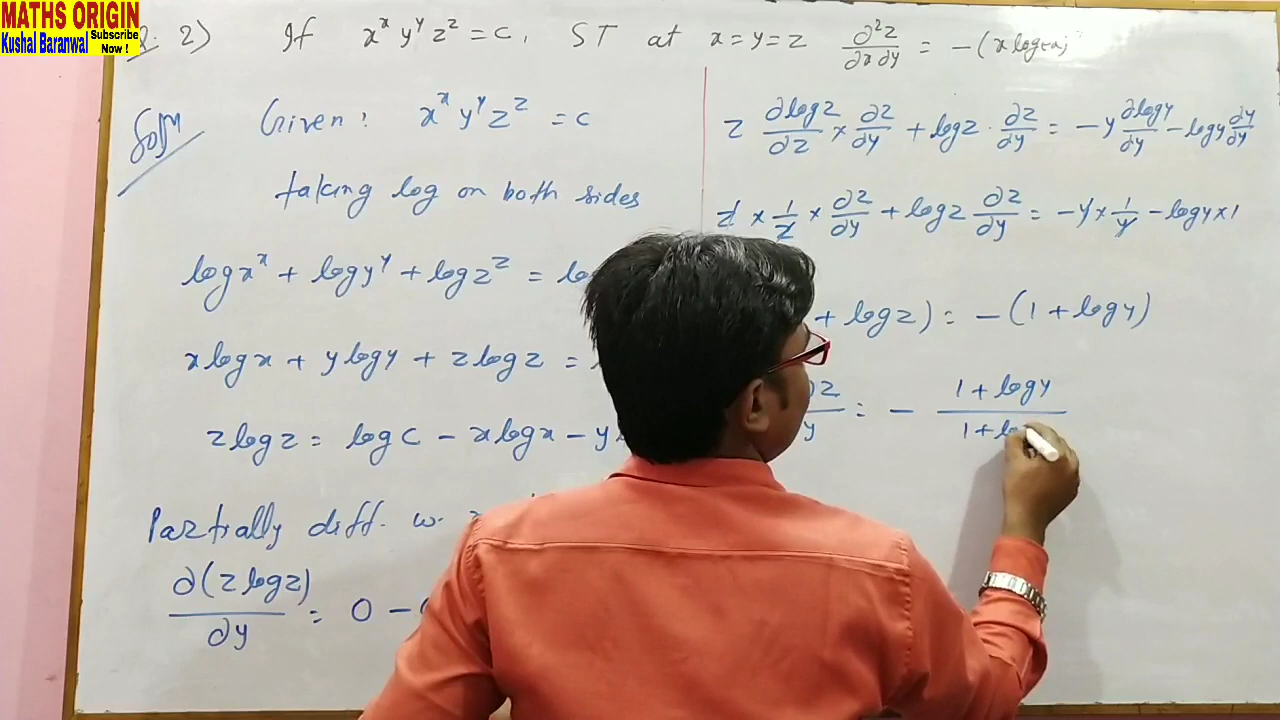 MATHS ORIGIN
Kushal Baranwal Subscribe Now !
2) If x^x y^y z^z = c, ST at x=y=z ∂²z/∂x∂y = -(x log ex)
Soln Given: x^x y^y z^z = c
taking log on both sides
log x^x + log y^y + log z^z =
x log x + y log y + z log z =
z log z = log c - x log x - y
Partially diff. w.
∂(z log z)/∂y = 0 -
z ∂log z/∂z × ∂z/∂y + log z · ∂z/∂y = -y ∂log y/∂y - log y ∂y/∂y
z × 1/z × ∂z/∂y + log z ∂z/∂y = -y × 1/y - log y × 1
+ log z) = -(1 + log y)
∂z/∂y = - (1 + log y)/(1 +